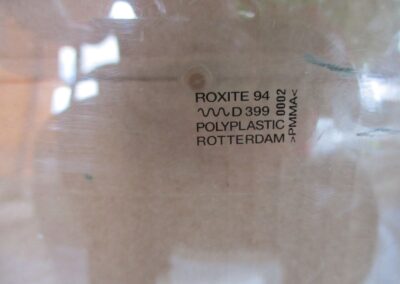 ROXITE 94
D 399
POLYPLASTIC
ROTTERDAM
0002
>PMMA<